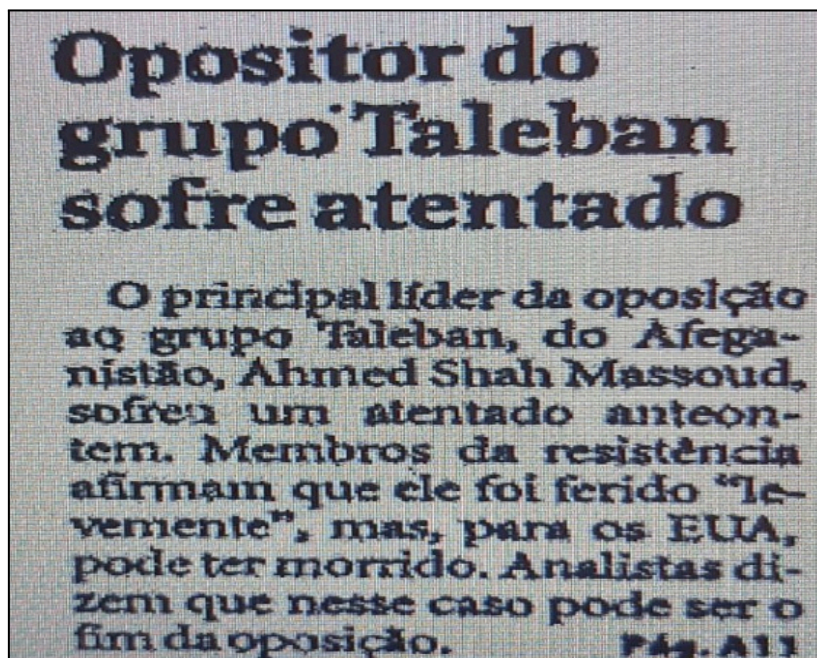 Opositor do
grupo Taleban
sofre atentado
O principal líder da oposição
ao grupo Taleban, do Afega-
nistão, Ahmed Shah Massoud,
sofreu um atentado anteon-
tem. Membros da resistência
afirmam que ele foi ferido “le-
vemente”, mas, para os EUA,
pode ter morrido. Analistas di-
zem que nesse caso pode ser o
fim da oposição. Pág. A11